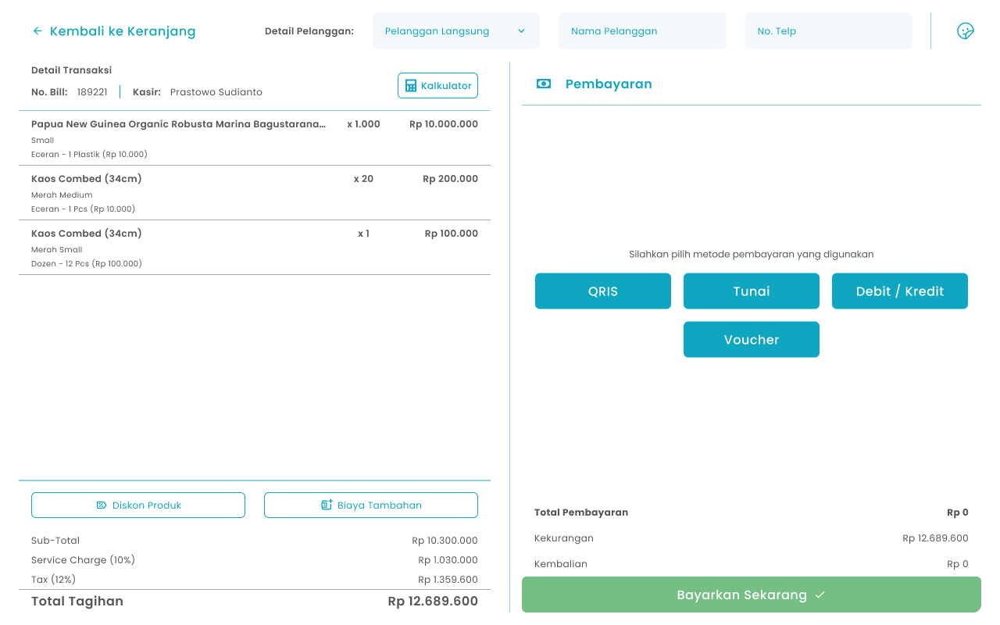 Kembali ke Keranjang
Detail Pelanggan:
Pelanggan Langsung
Nama Pelanggan
No. Telp
Detail Transaksi
No. Bill: 189221 Kasir: Prastowo Sudianto
Kalkulator
Papua New Guinea Organic Robusta Marina Bagustarana... x 1.000 Rp 10.000.000
Small
Eceran - 1 Plastik (Rp 10.000)
Kaos Combed (34cm) x 20 Rp 200.000
Merah Medium
Eceran - 1 Pcs (Rp 10.000)
Kaos Combed (34cm) x 1 Rp 100.000
Merah Small
Dozen - 12 Pcs (Rp 100.000)
Diskon Produk
Biaya Tambahan
Sub-Total Rp 10.300.000
Service Charge (10%) Rp 1.030.000
Tax (12%) Rp 1.359.600
Total Tagihan Rp 12.689.600
Pembayaran
Silahkan pilih metode pembayaran yang digunakan
QRIS
Tunai
Debit / Kredit
Voucher
Total Pembayaran Rp 0
Kekurangan Rp 12.689.600
Kembalian Rp 0
Bayarkan Sekarang